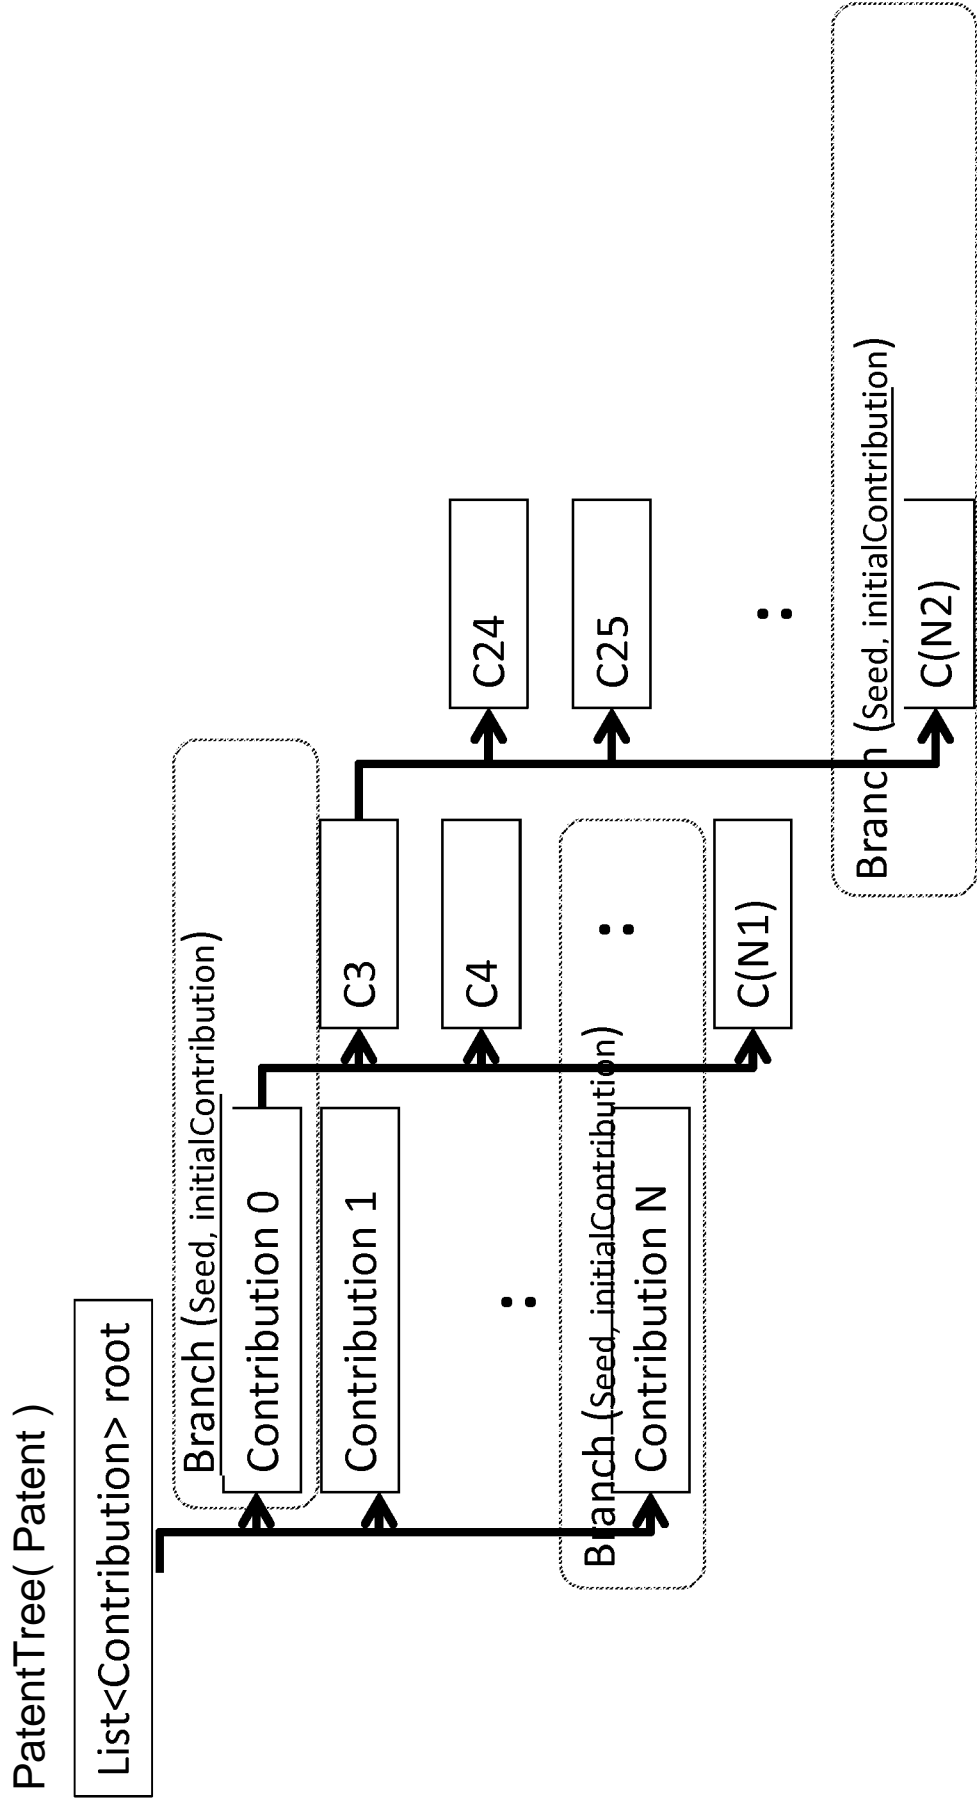 PatentTree( Patent )
List<Contribution> root
Branch (Seed, initialContribution)
Contribution 0
Contribution 1
..
Branch (Seed, initialContribution)
Contribution N
C3
C4
..
C(N1)
C24
C25
..
Branch (Seed, initialContribution)
C(N2)